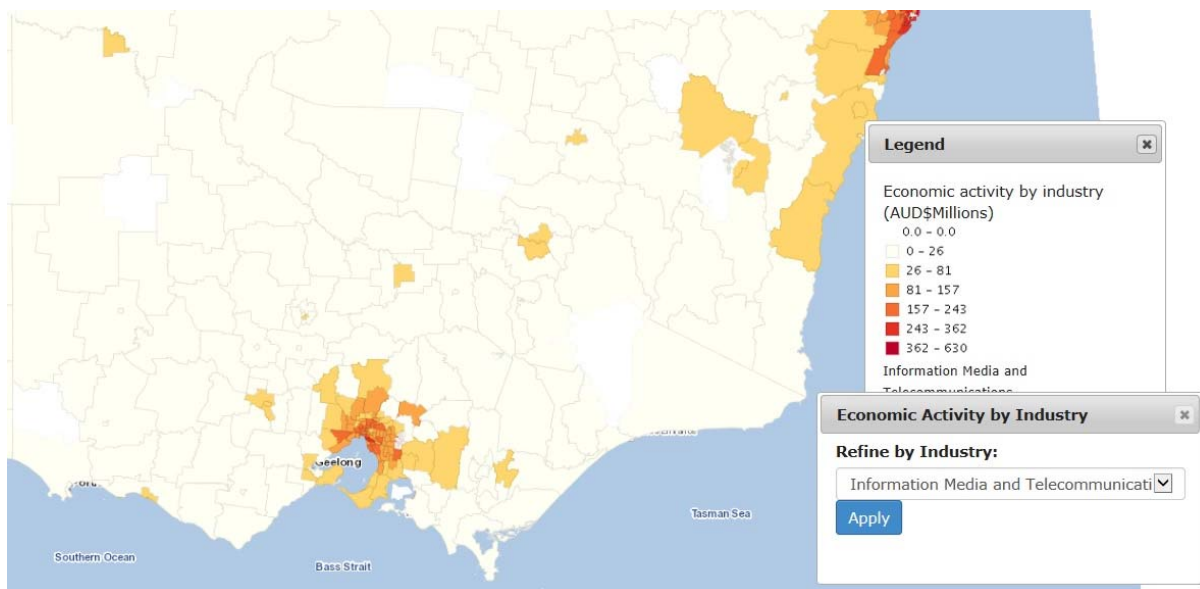 Legend
Economic activity by industry
(AUD$Millions)
0.0 – 0.0
0 – 26
26 – 81
81 – 157
157 – 243
243 – 362
362 – 630
Information Media and
Telecommunications
Economic Activity by Industry
Refine by Industry:
Information Media and Telecommunicati
Apply
Geelong
Tasman Sea
Southern Ocean
Bass Strait